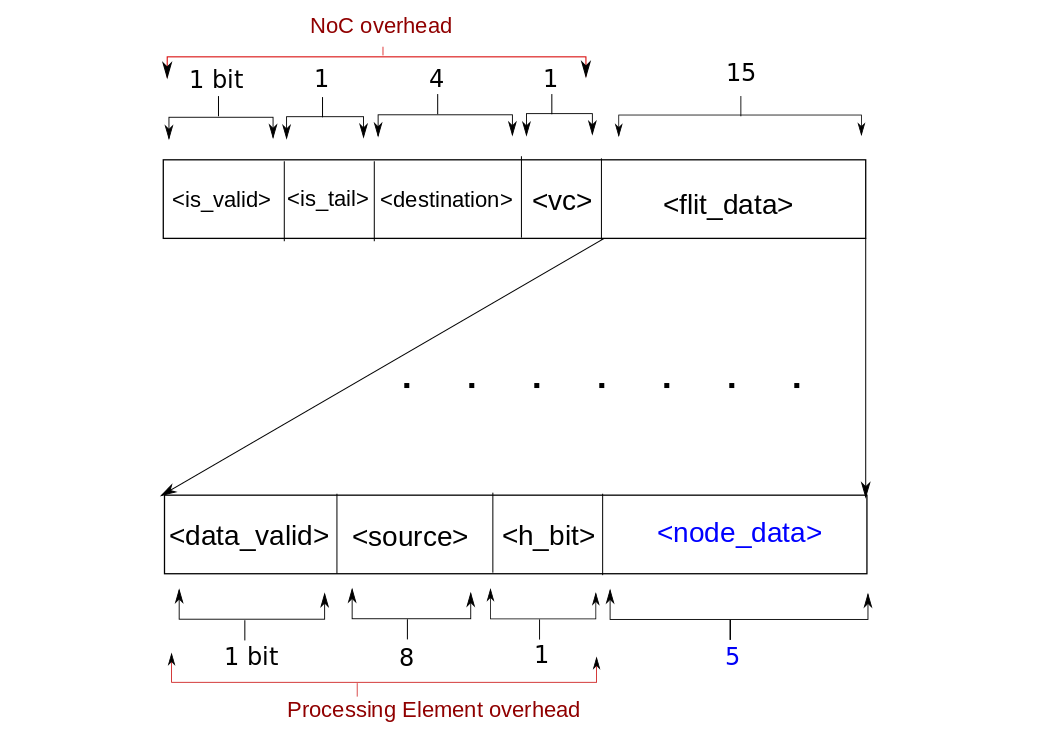 NoC overhead
1 bit 1 4 1 15
<is_valid> <is_tail> <destination> <vc> <flit_data>
. . . . . . .
<data_valid> <source> <h_bit> <node_data>
1 bit 8 1 5
Processing Element overhead